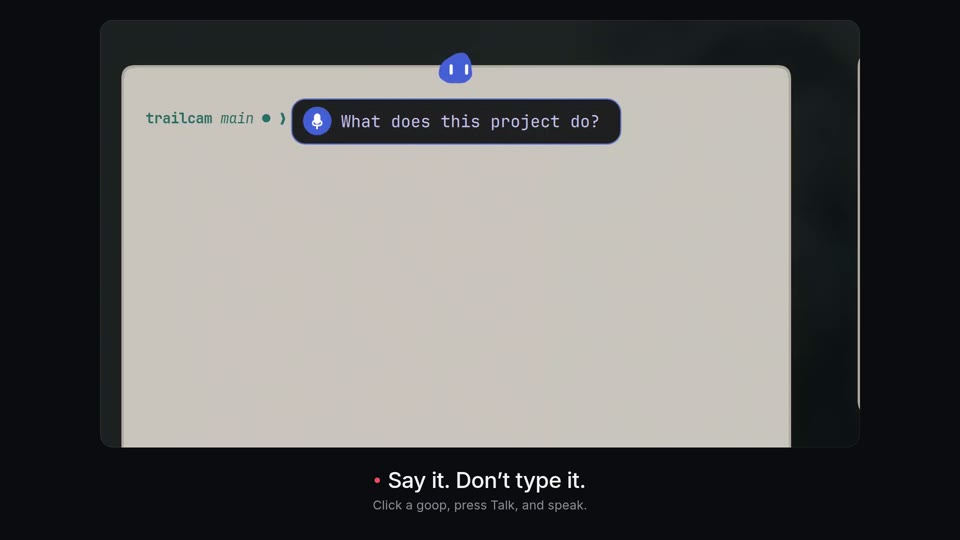 trailcam main ● ❯
What does this project do?
• Say it. Don’t type it.
Click a goop, press Talk, and speak.